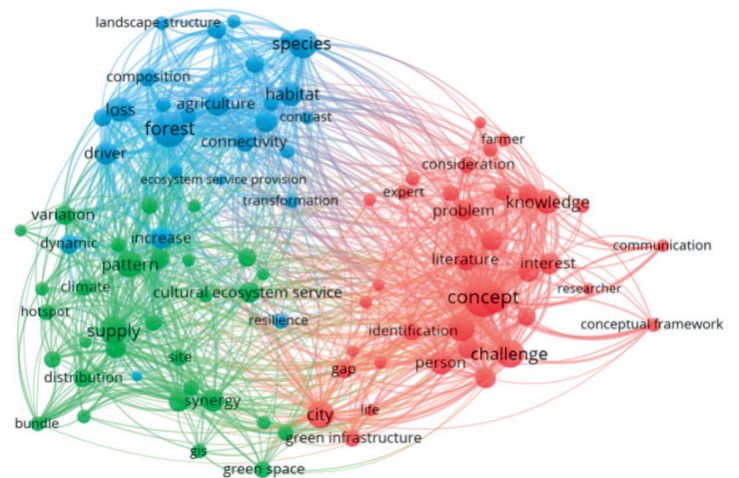 landscape structure
species
composition
habitat
agriculture
loss
contrast
forest
farmer
connectivity
driver
consideration
ecosystem service provision
expert
transformation
knowledge
problem
variation
increase
dynamic
communication
literature
pattern
interest
climate
cultural ecosystem service
researcher
concept
hotspot
resilience
conceptual framework
supply
identification
challenge
site
person
gap
distribution
synergy
life
city
bundle
green infrastructure
gis
green space